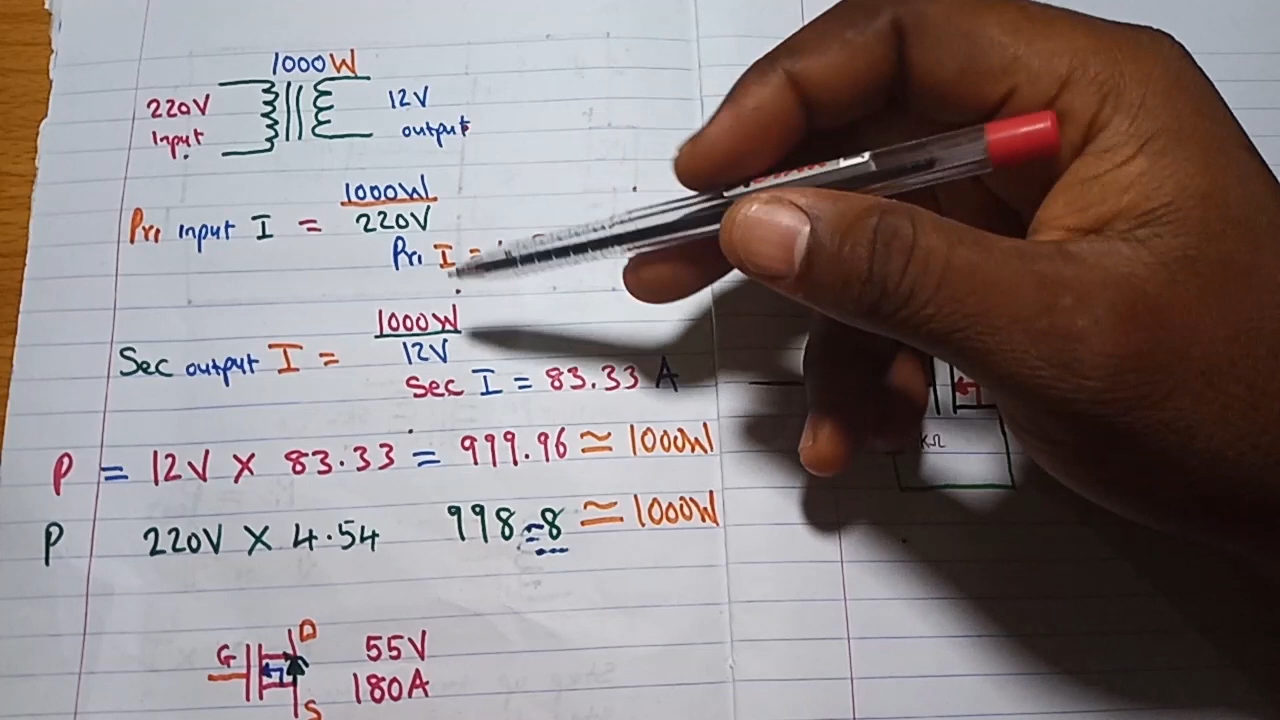 1000W
220V
Input
12V
output
Pri input I = 1000W
220V
Pri I =
Sec output I = 1000W
12V
Sec I = 83.33 A
P = 12V X 83.33 = 999.96 ≃ 1000W
P 220V X 4.54 998.8 ≃ 1000W
KΩ
D
G
S
55V
180A